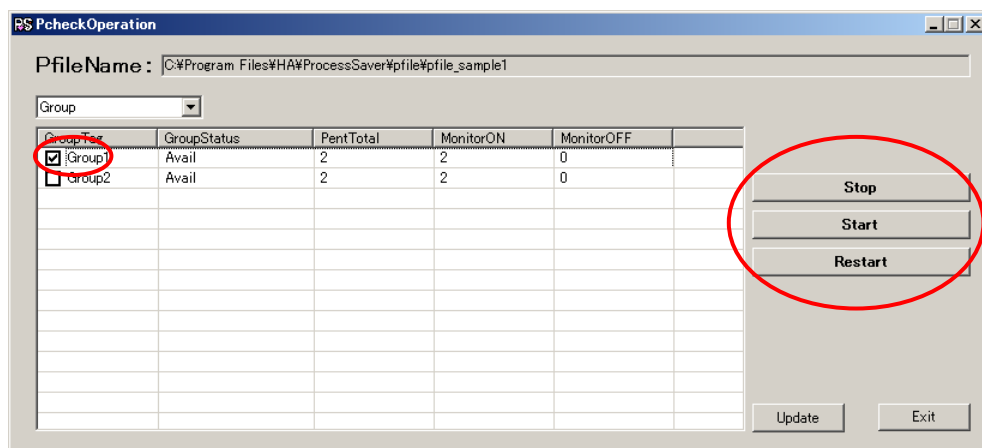 RS PcheckOperation
PfileName : C:¥Program Files¥HA¥ProcessSaver¥pfile¥pfile_sample1
Group
GroupTag GroupStatus PentTotal MonitorON MonitorOFF
Group1 Avail 2 2 0
Group2 Avail 2 2 0
Stop
Start
Restart
Update Exit